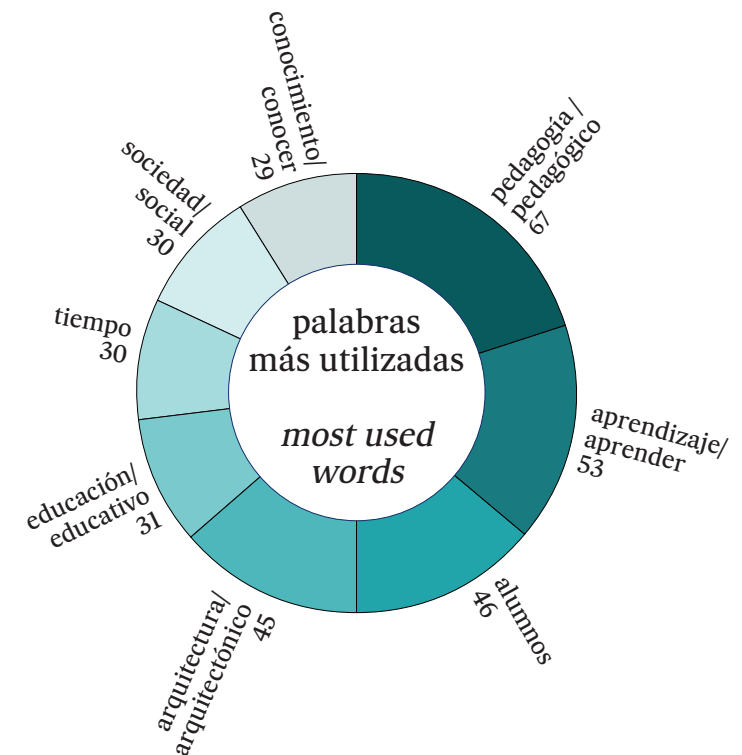 palabras
más utilizadas
most used
words
pedagogía /
pedagógico
67
aprendizaje/
aprender
53
alumnos
46
arquitectura/
arquitectónico
45
educación/
educativo
31
tiempo
30
sociedad/
social
30
conocimiento/
conocer
29